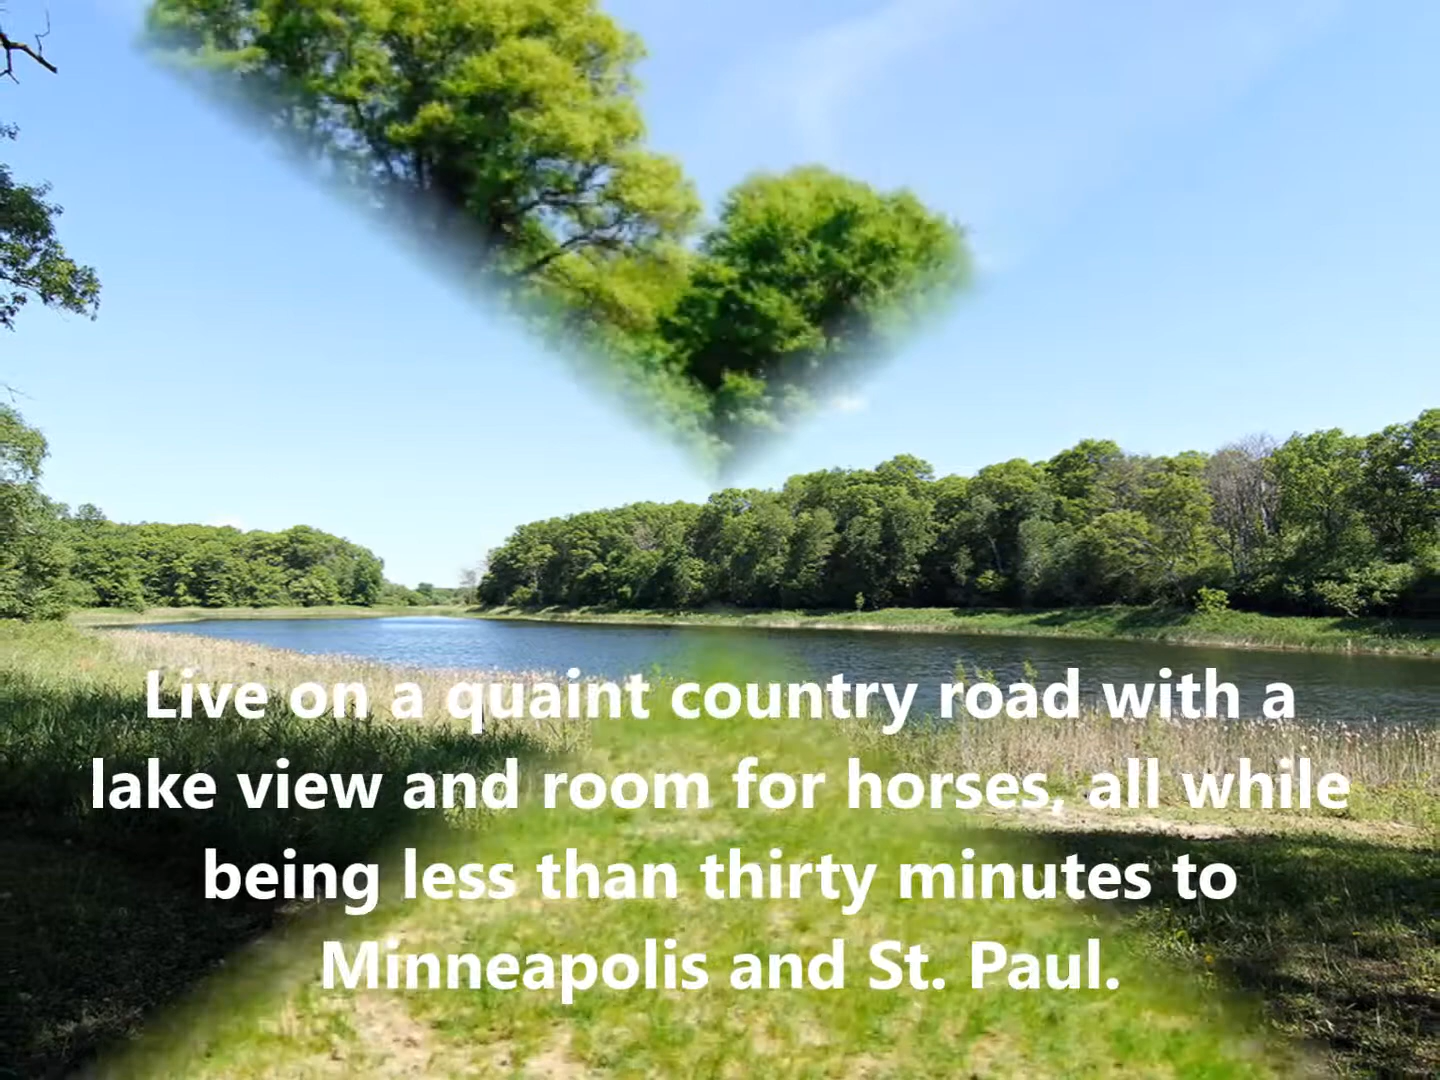 Live on a quaint country road with a
lake view and room for horses, all while
being less than thirty minutes to
Minneapolis and St. Paul.